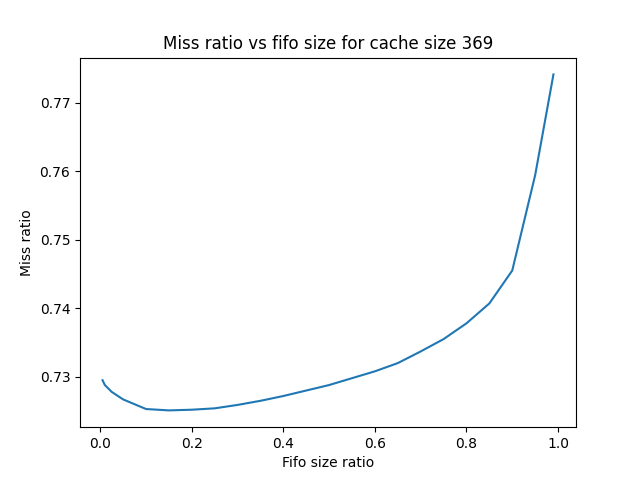 Miss ratio vs fifo size for cache size 369
0.77
0.76
0.75
0.74
0.73
Miss ratio
0.0 0.2 0.4 0.6 0.8 1.0
Fifo size ratio